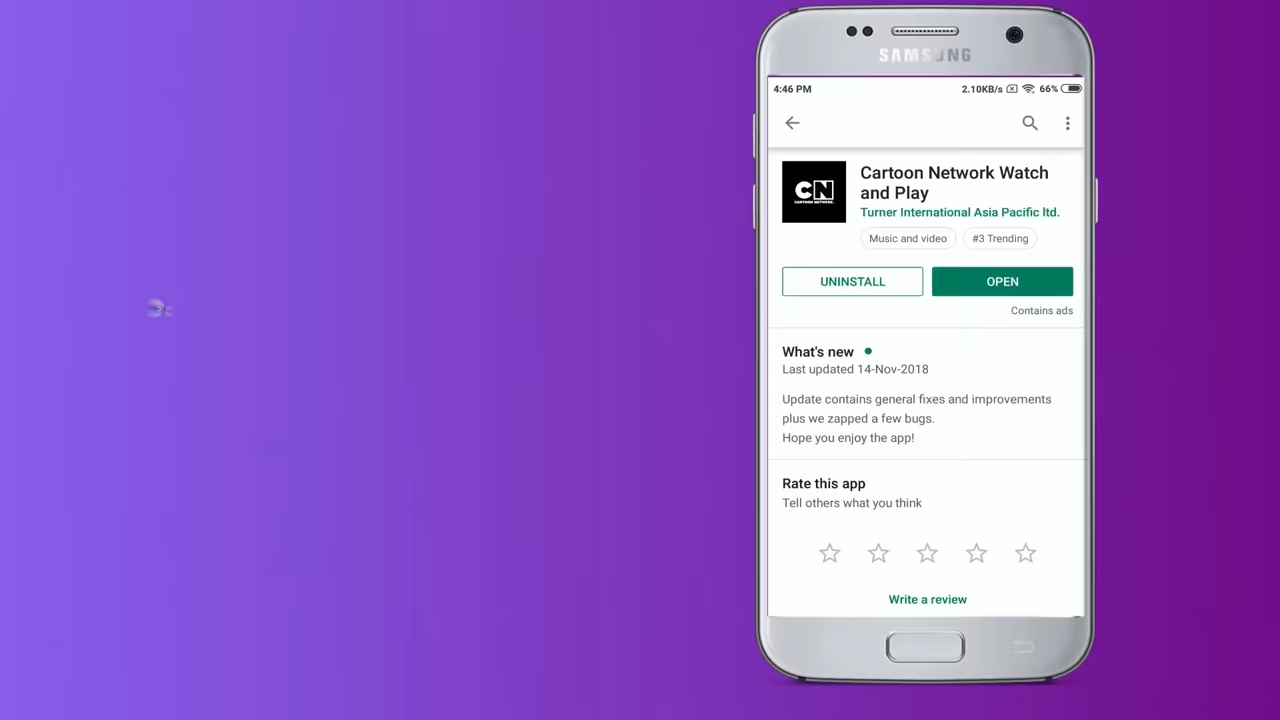 SAMSUNG
4:46 PM 2.10KB/s 66%
CN
CARTOON NETWORK
Cartoon Network Watch
and Play
Turner International Asia Pacific ltd.
Music and video #3 Trending
UNINSTALL OPEN
Contains ads
What's new
Last updated 14-Nov-2018
Update contains general fixes and improvements
plus we zapped a few bugs.
Hope you enjoy the app!
Rate this app
Tell others what you think
Write a review